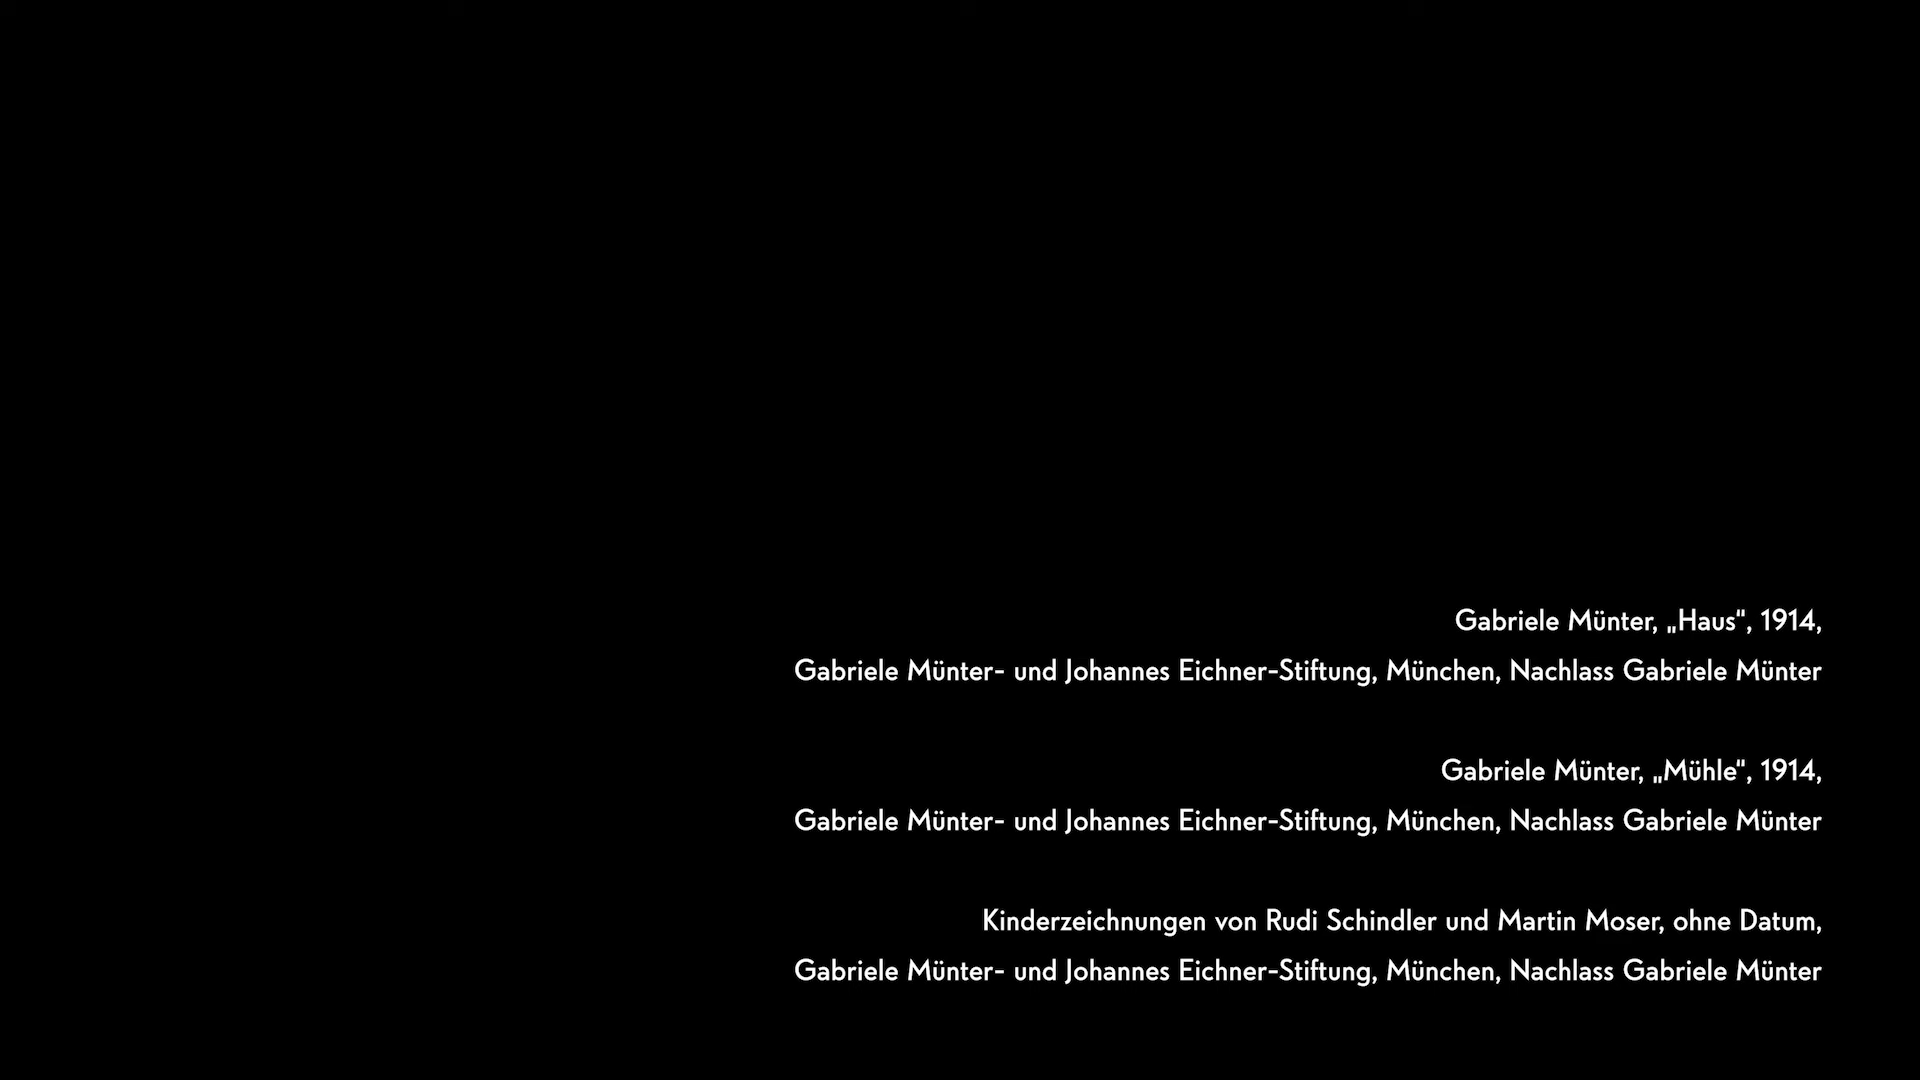 Gabriele Münter, „Haus“, 1914,
Gabriele Münter- und Johannes Eichner-Stiftung, München, Nachlass Gabriele Münter
Gabriele Münter, „Mühle“, 1914,
Gabriele Münter- und Johannes Eichner-Stiftung, München, Nachlass Gabriele Münter
Kinderzeichnungen von Rudi Schindler und Martin Moser, ohne Datum,
Gabriele Münter- und Johannes Eichner-Stiftung, München, Nachlass Gabriele Münter